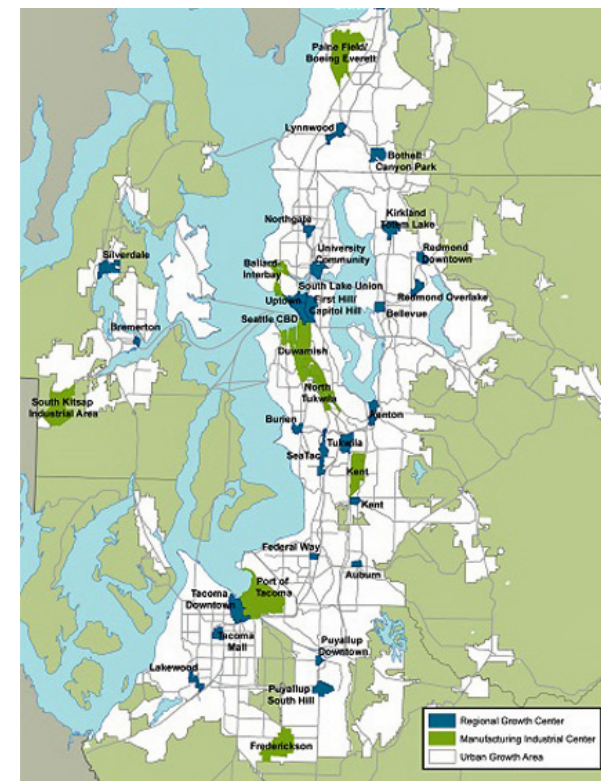 Paine Field/
Boeing Everett
Lynnwood
Bothell
Canyon Park
Northgate
Kirkland
Totem Lake
University
Community
Redmond
Downtown
Silverdale
Ballard-
Interbay
South Lake Union
Uptown
First Hill/
Capitol Hill
Redmond Overlake
Bellevue
Seattle CBD
Bremerton
Duwamish
South Kitsap
Industrial Area
North
Tukwila
Renton
Burien
Tukwila
SeaTac
Kent
Kent
Federal Way
Auburn
Port of
Tacoma
Tacoma
Downtown
Tacoma
Mall
Puyallup
Downtown
Lakewood
Puyallup
South Hill
Frederickson
Regional Growth Center
Manufacturing Industrial Center
Urban Growth Area